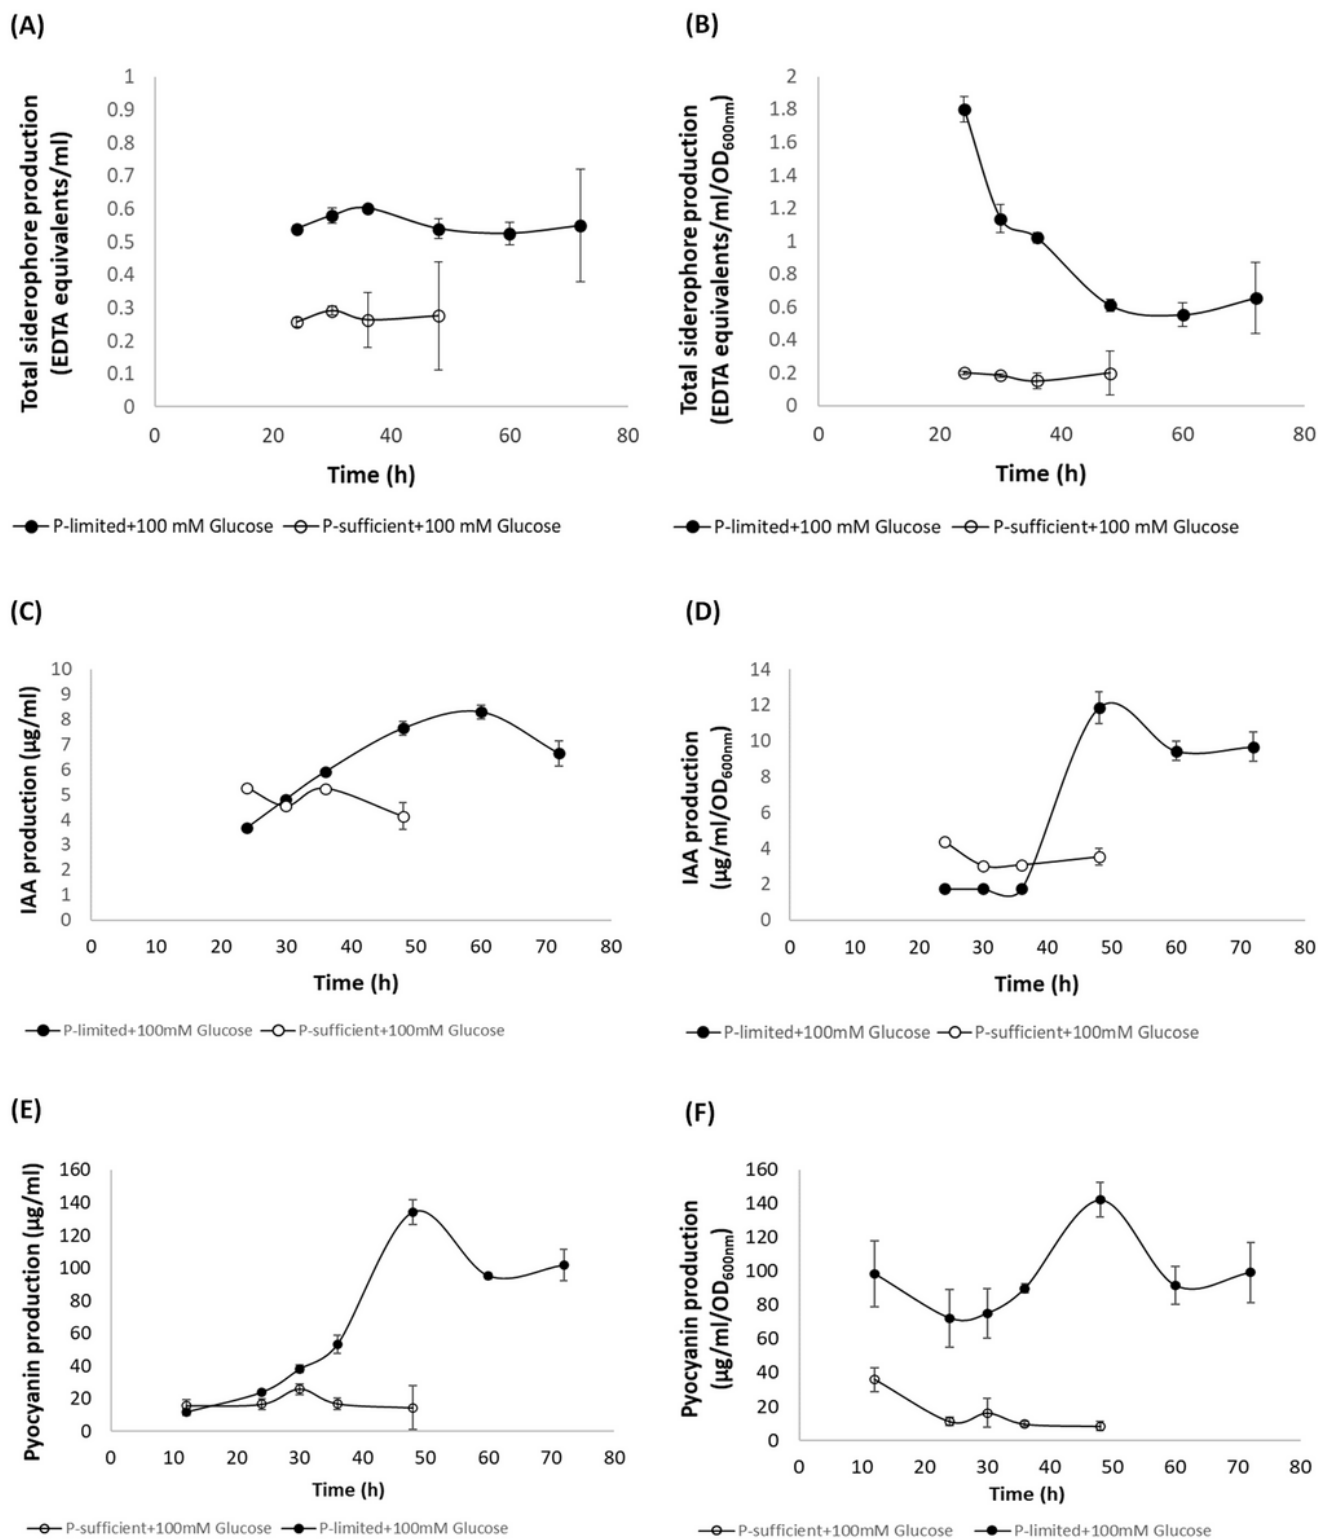 (A)
Total siderophore production
(EDTA equivalents/ml)
1
0.9
0.8
0.7
0.6
0.5
0.4
0.3
0.2
0.1
0
0 20 40 60 80
Time (h)
P-limited+100 mM Glucose P-sufficient+100 mM Glucose
(B)
Total siderophore production
(EDTA equivalents/ml/OD600nm)
2
1.8
1.6
1.4
1.2
1
0.8
0.6
0.4
0.2
0
0 20 40 60 80
Time (h)
P-limited+100 mM Glucose P-sufficient+100 mM Glucose
(C)
IAA production (µg/ml)
10
9
8
7
6
5
4
3
2
1
0
0 10 20 30 40 50 60 70 80
Time (h)
P-limited+100mM Glucose P-sufficient+100mM Glucose
(D)
IAA production
(µg/ml/OD600nm)
14
12
10
8
6
4
2
0
0 10 20 30 40 50 60 70 80
Time (h)
P-limited+100mM Glucose P-sufficient+100mM Glucose
(E)
Pyocyanin production (µg/ml)
160
140
120
100
80
60
40
20
0
0 10 20 30 40 50 60 70 80
Time (h)
P-sufficient+100mM Glucose P-limited+100mM Glucose
(F)
Pyocyanin production
(µg/ml/OD600nm)
160
140
120
100
80
60
40
20
0
0 10 20 30 40 50 60 70 80
Time (h)
P-sufficient+100mM Glucose P-limited+100mM Glucose